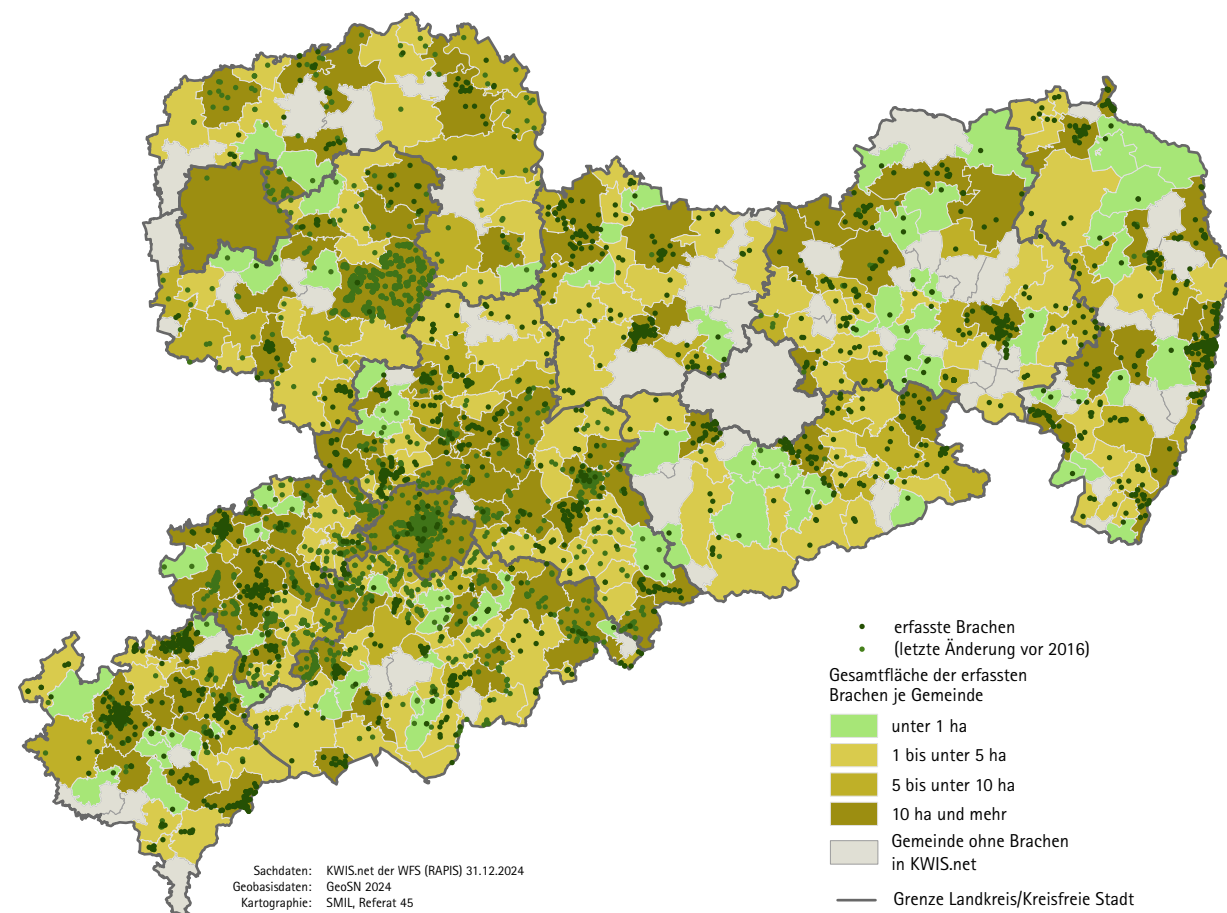 erfasste Brachen
(letzte Änderung vor 2016)
Gesamtfläche der erfassten
Brachen je Gemeinde
unter 1 ha
1 bis unter 5 ha
5 bis unter 10 ha
10 ha und mehr
Gemeinde ohne Brachen
in KWIS.net
Grenze Landkreis/Kreisfreie Stadt
Sachdaten: KWIS.net der WFS (RAPIS) 31.12.2024
Geobasisdaten: GeoSN 2024
Kartographie: SMIL, Referat 45